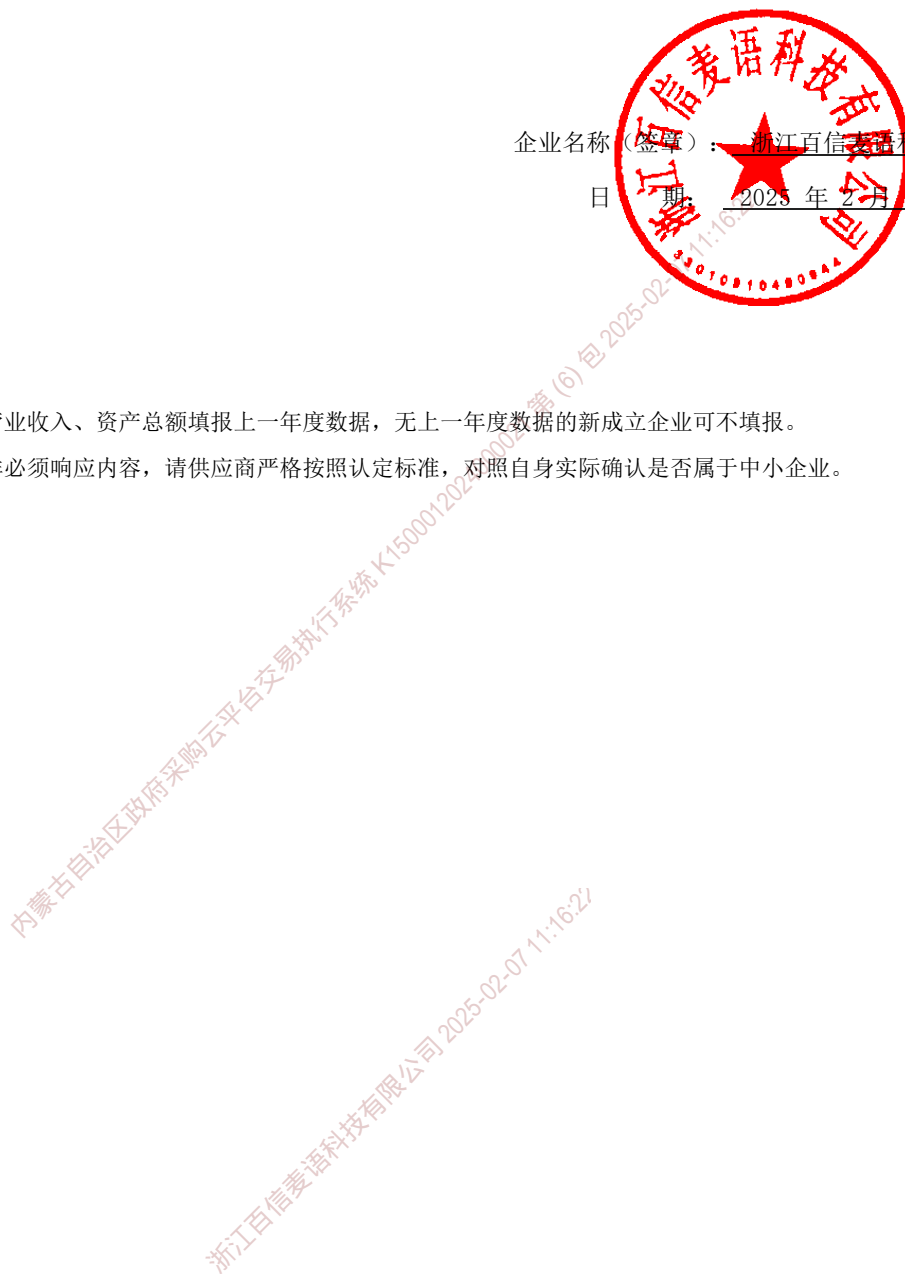 浙江百信麦语科技有限公司
企业名称（签章）： 浙江百信麦语科
日 期： 2025 年 2 月
业收入、资产总额填报上一年度数据，无上一年度数据的新成立企业可不填报。
必须响应内容，请供应商严格按照认定标准，对照自身实际确认是否属于中小企业。
内蒙古自治区政府采购云平台交易执行系统
第 (6) 包
浙江百信麦语科技有限公司 2025-02-07 11:16:27